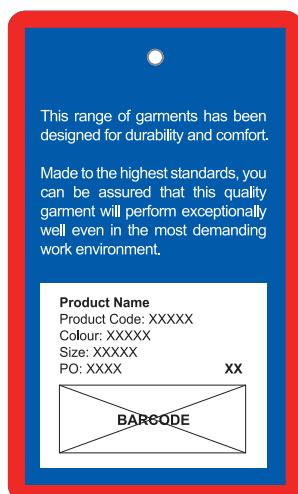 This range of garments has been
designed for durability and comfort.
Made to the highest standards, you
can be assured that this quality
garment will perform exceptionally
well even in the most demanding
work environment.
Product Name
Product Code: XXXXX
Colour: XXXXX
Size: XXXXX
PO: XXXX XX
BARCODE